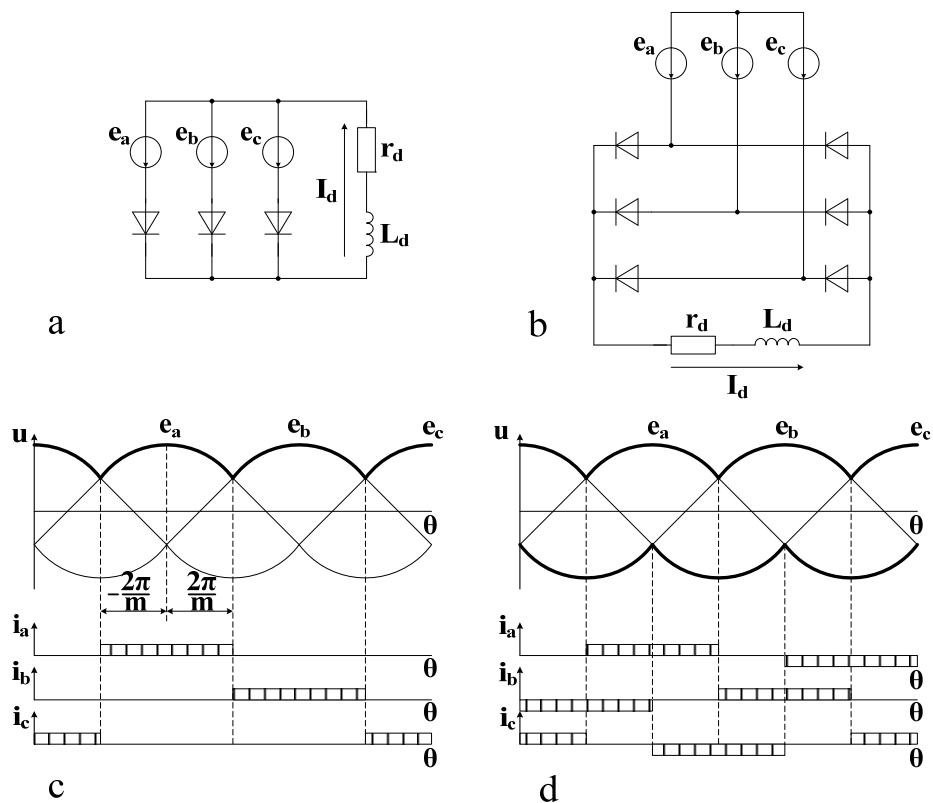 e_a e_b e_c r_d
I_d
L_d
a
e_a e_b e_c
r_d L_d
I_d
b
u e_a e_b e_c
θ
-2π/m 2π/m
i_a θ
i_b θ
i_c θ
c
u e_a e_b e_c
θ
i_a θ
i_b θ
i_c θ
d